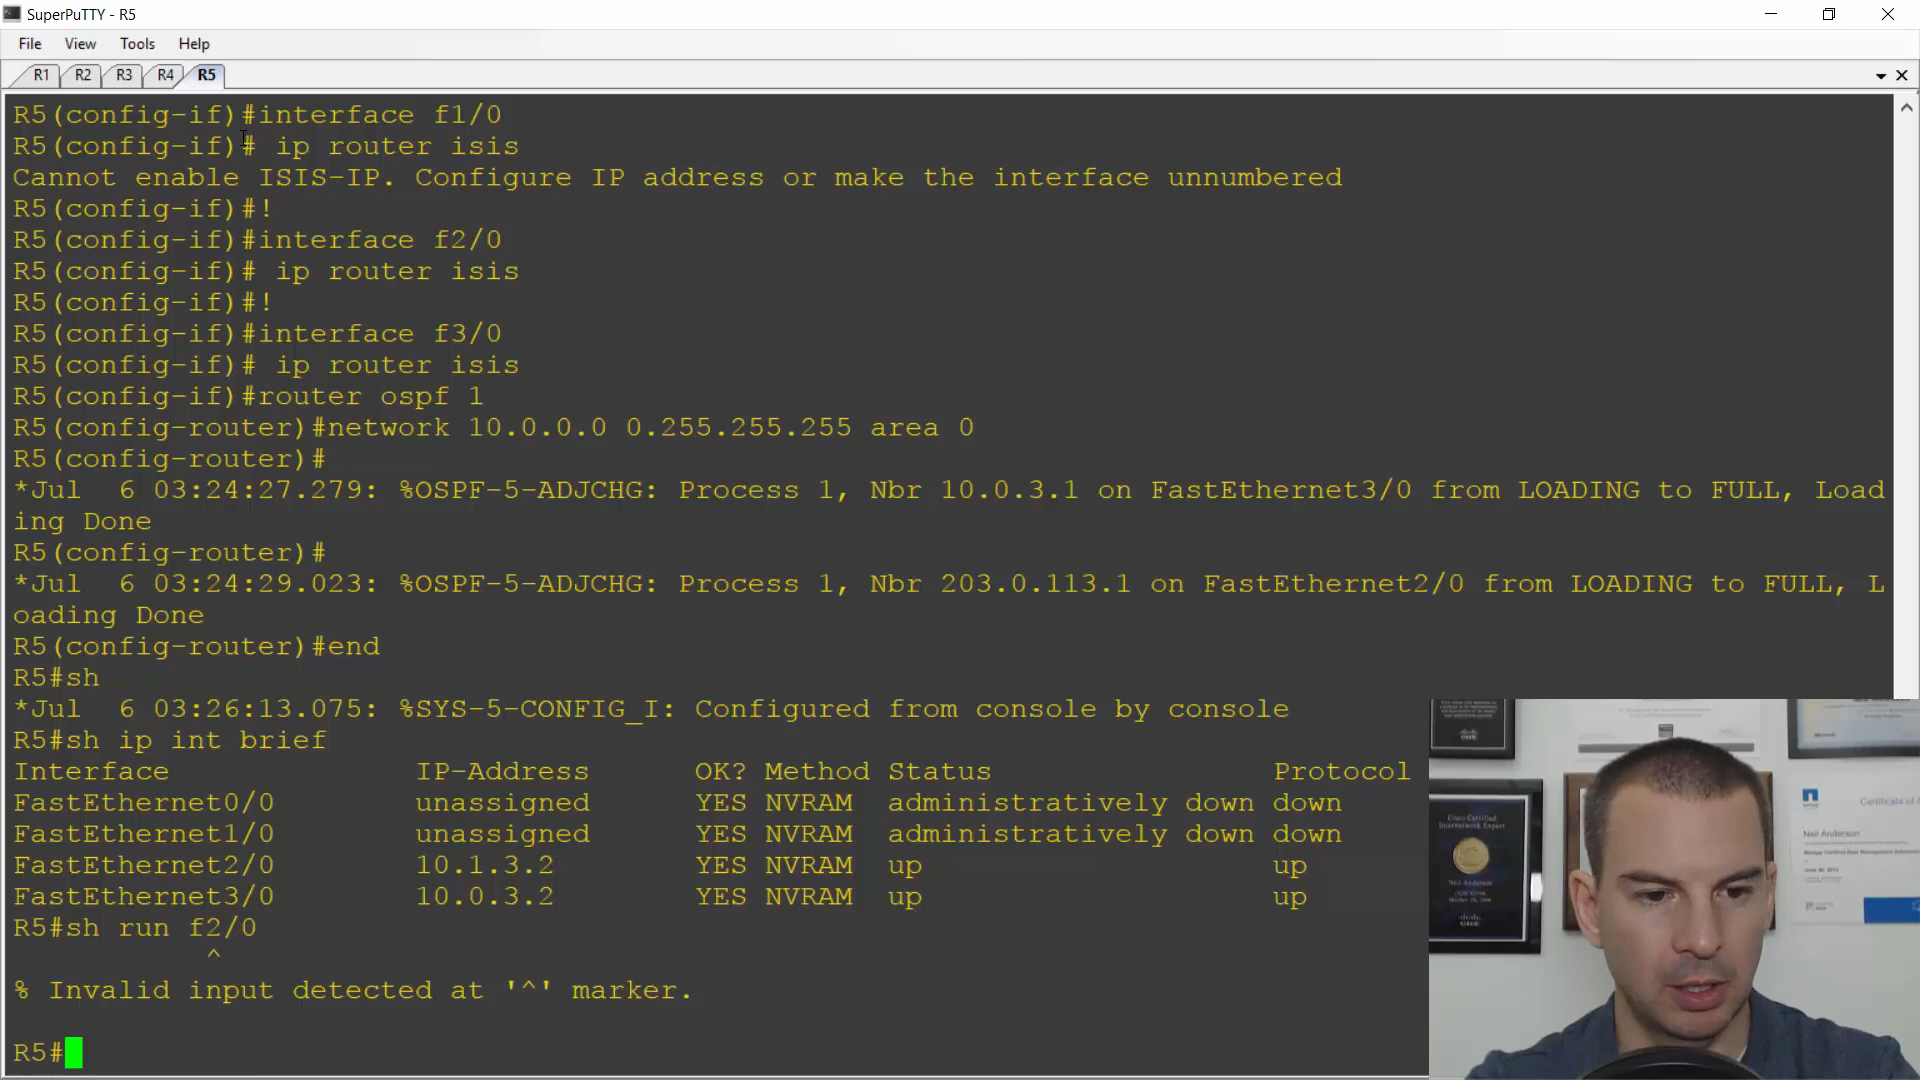 SuperPuTTY - R5
File View Tools Help
R1 R2 R3 R4 R5
R5(config-if)#interface f1/0
R5(config-if)# ip router isis
Cannot enable ISIS-IP. Configure IP address or make the interface unnumbered
R5(config-if)#!
R5(config-if)#interface f2/0
R5(config-if)# ip router isis
R5(config-if)#!
R5(config-if)#interface f3/0
R5(config-if)# ip router isis
R5(config-if)#router ospf 1
R5(config-router)#network 10.0.0.0 0.255.255.255 area 0
R5(config-router)#
*Jul  6 03:24:27.279: %OSPF-5-ADJCHG: Process 1, Nbr 10.0.3.1 on FastEthernet3/0 from LOADING to FULL, Load
ing Done
R5(config-router)#
*Jul  6 03:24:29.023: %OSPF-5-ADJCHG: Process 1, Nbr 203.0.113.1 on FastEthernet2/0 from LOADING to FULL, L
oading Done
R5(config-router)#end
R5#sh
*Jul  6 03:26:13.075: %SYS-5-CONFIG_I: Configured from console by console
R5#sh ip int brief
Interface IP-Address OK? Method Status Protocol
FastEthernet0/0 unassigned YES NVRAM administratively down down
FastEthernet1/0 unassigned YES NVRAM administratively down down
FastEthernet2/0 10.1.3.2 YES NVRAM up up
FastEthernet3/0 10.0.3.2 YES NVRAM up up
R5#sh run f2/0
^
% Invalid input detected at '^' marker.
R5#
Cisco Certified
Internetwork Expert
Neil Anderson
Certificate of
Neil Anderson